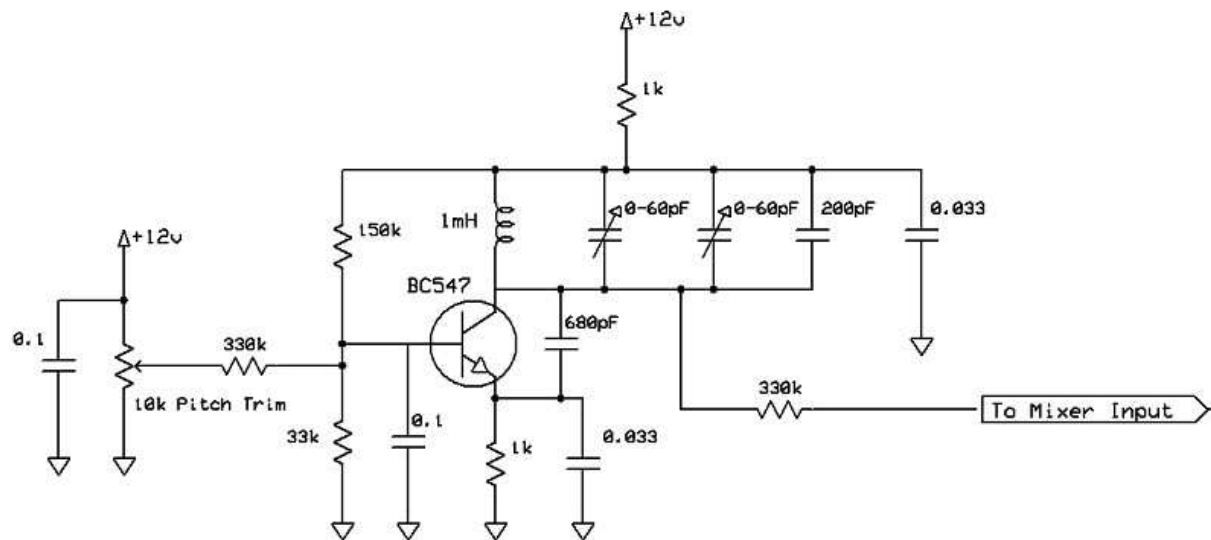 +12v
1k
150k
1mH
0-60pF
0-60pF
200pF
0.033
+12v
BC547
680pF
0.1
330k
10k Pitch Trim
33k
0.1
1k
0.033
330k
To Mixer Input